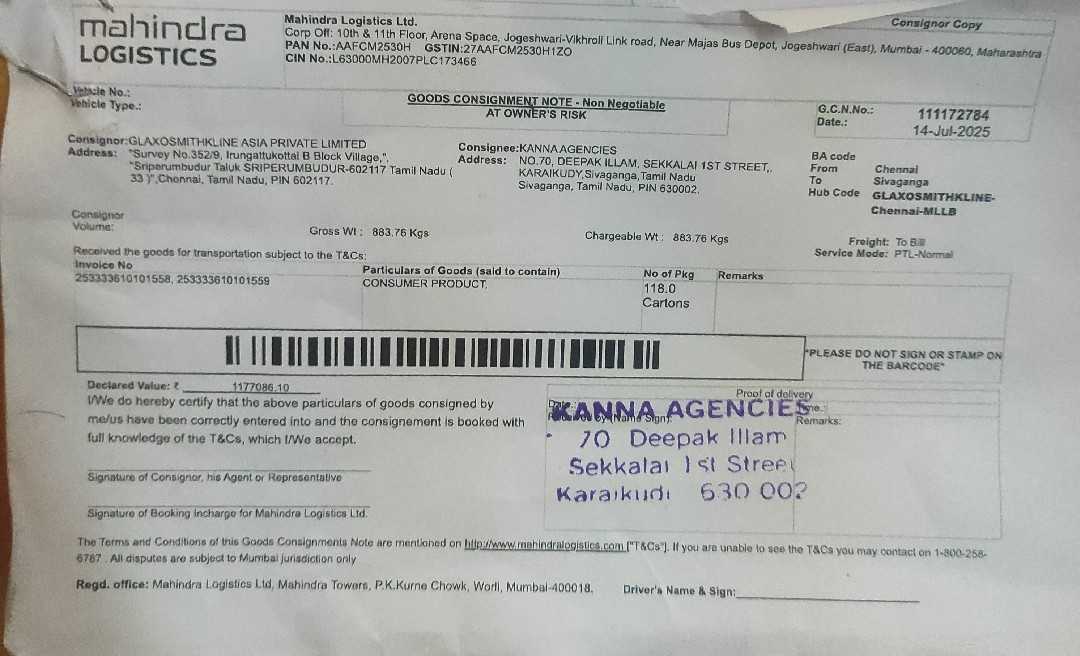 mahindra
LOGISTICS
Consignor Copy
Mahindra Logistics Ltd.
Corp Off: 10th & 11th Floor, Arena Space, Jogeshwari-Vikhroli Link road, Near Majas Bus Depot, Jogeshwari (East), Mumbai - 400060, Maharashtra
PAN No.:AAFCM2530H GSTIN:27AAFCM2530H1ZO
CIN No.:L63000MH2007PLC173466
Vehicle No.:
Vehicle Type.:
GOODS CONSIGNMENT NOTE - Non Negotiable
AT OWNER'S RISK
G.C.N.No.: 111172784
Date.: 14-Jul-2025
Consignor:GLAXOSMITHKLINE ASIA PRIVATE LIMITED
Address: "Survey No.352/9, Irungattukottai B Block Village,",
"Sriperumbudur Taluk SRIPERUMBUDUR-602117 Tamil Nadu (
33 )",Chennai, Tamil Nadu, PIN 602117.
Consignee:KANNA AGENCIES
Address: NO.70, DEEPAK ILLAM, SEKKALAI 1ST STREET,,
KARAIKUDY,Sivaganga,Tamil Nadu
Sivaganga, Tamil Nadu, PIN 630002.
BA code
From Chennai
To Sivaganga
Hub Code GLAXOSMITHKLINE-
Chennai-MLLB
Consignor
Volume:
Gross Wt : 883.76 Kgs
Chargeable Wt : 883.76 Kgs
Freight: To Bill
Service Mode: PTL-Normal
Received the goods for transportation subject to the T&Cs:
Invoice No
253333610101558, 253333610101559
Particulars of Goods (said to contain)
CONSUMER PRODUCT,
No of Pkg
118.0
Cartons
Remarks
*PLEASE DO NOT SIGN OR STAMP ON
THE BARCODE*
Declared Value: ₹ 1177086.10
I/We do hereby certify that the above particulars of goods consigned by
me/us have been correctly entered into and the consignement is booked with
full knowledge of the T&Cs, which I/We accept.
Signature of Consignor, his Agent or Representative
Signature of Booking Incharge for Mahindra Logistics Ltd.
Proof of delivery
Date.:
Time.:
Received by (Name Sign):
Remarks:
KANNA AGENCIES
70 Deepak Illam
Sekkalai 1st Street
Karaikudi 630 002
The Terms and Conditions of this Goods Consignments Note are mentioned on http://www.mahindralogistics.com ["T&Cs"]. If you are unable to see the T&Cs you may contact on 1-800-258-
6787 . All disputes are subject to Mumbai jurisdiction only
Regd. office: Mahindra Logistics Ltd, Mahindra Towers, P.K.Kurne Chowk, Worli, Mumbai-400018.
Driver's Name & Sign: